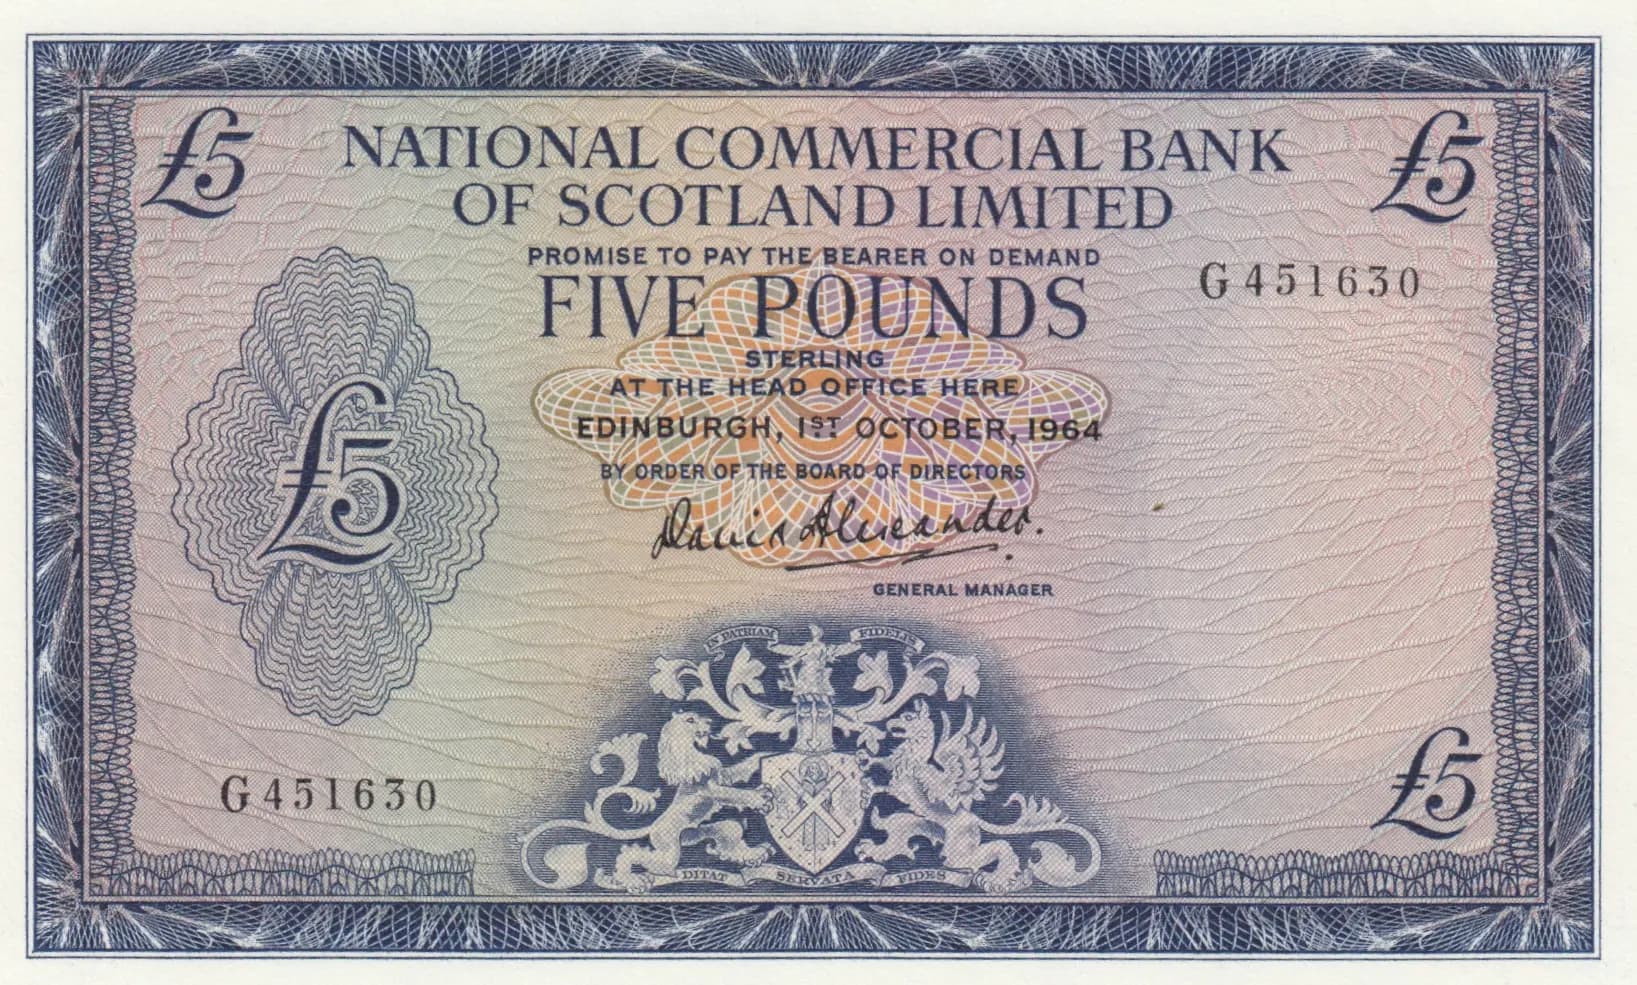 £5
£5
NATIONAL COMMERCIAL BANK
OF SCOTLAND LIMITED
PROMISE TO PAY THE BEARER ON DEMAND
FIVE POUNDS
G 451630
STERLING
AT THE HEAD OFFICE HERE
EDINBURGH, 1ST OCTOBER, 1964
BY ORDER OF THE BOARD OF DIRECTORS
£5
David Alexander.
GENERAL MANAGER
IN PATRIAM FIDELIS
G 451630
£5
DITAT SERVATA FIDES